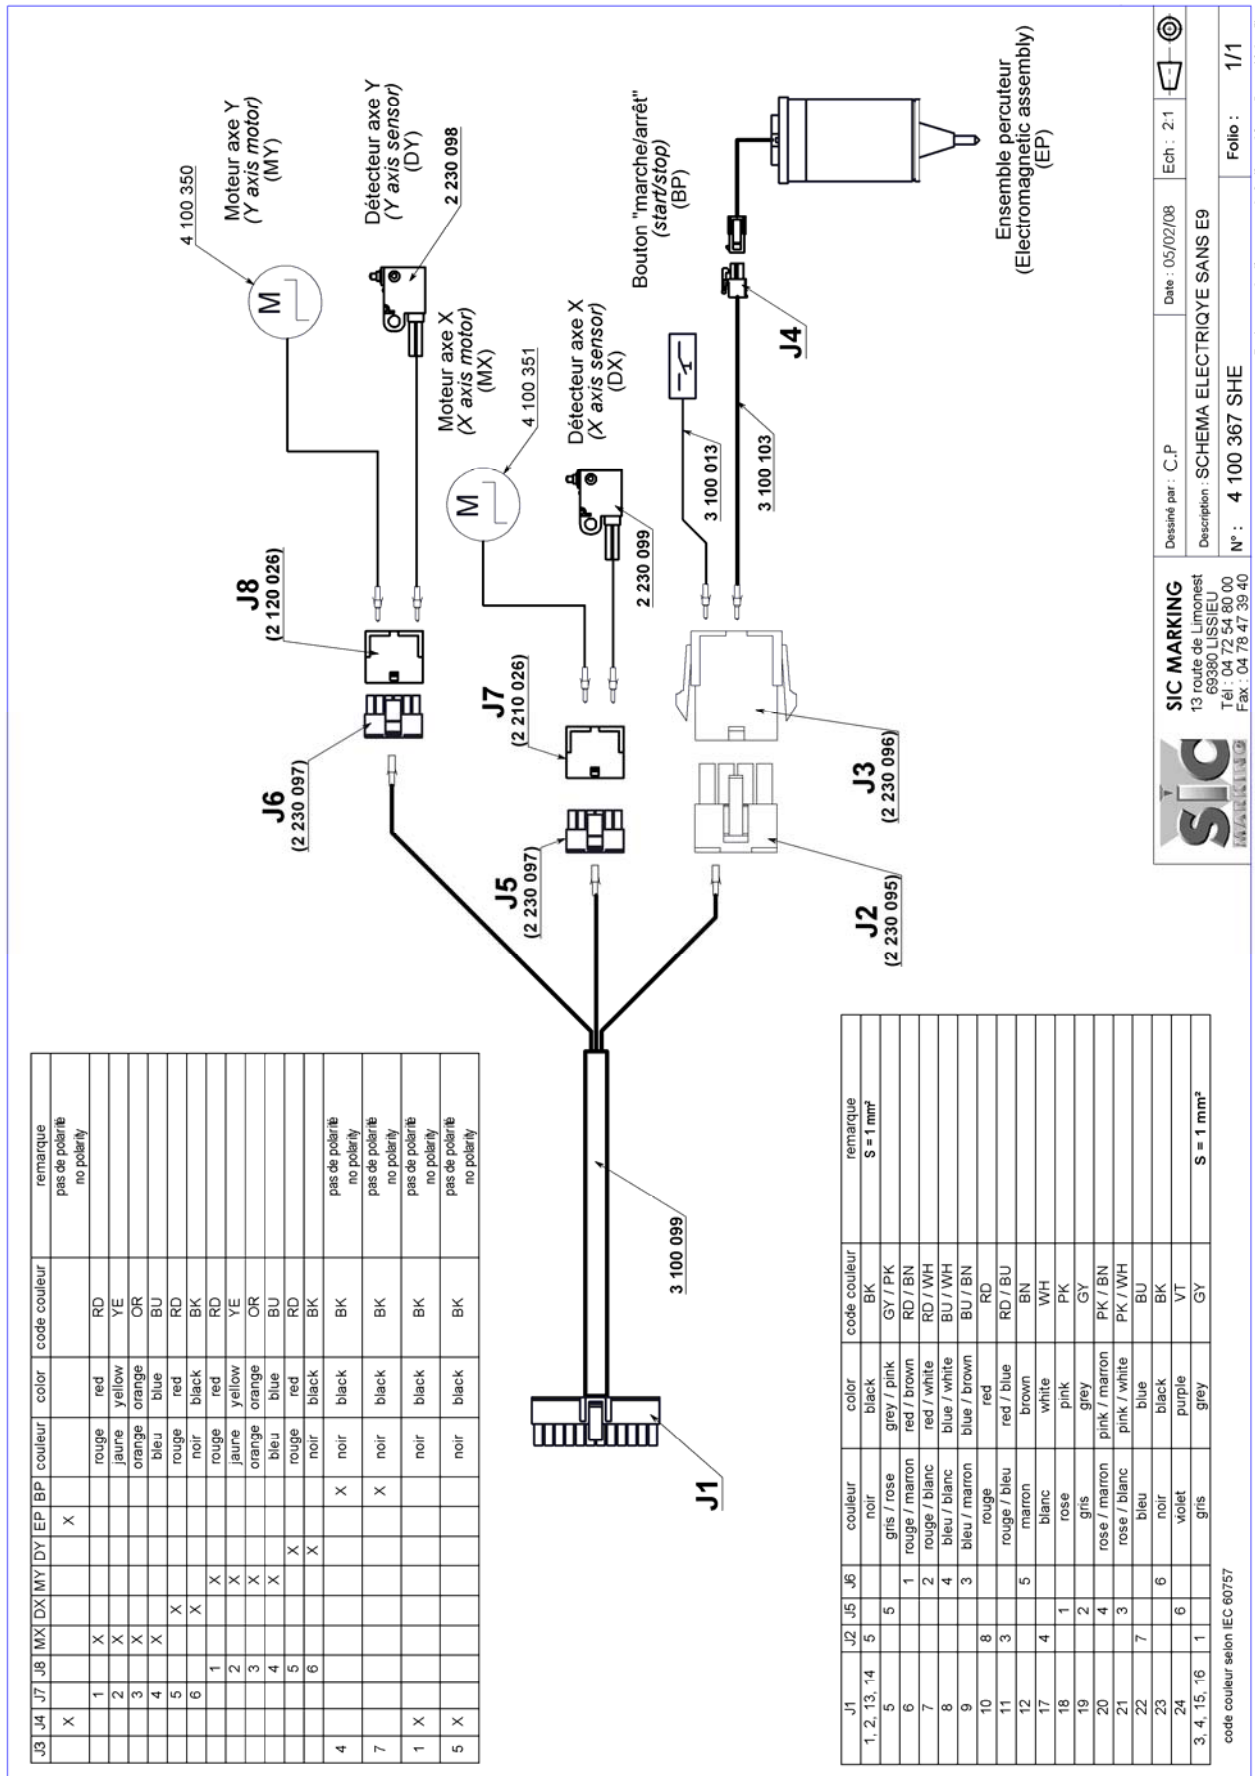 J3 J4 J7 J8 MX DX MY DY EP BP couleur color code couleur remarque
X X pas de polarité no polarity
1 X rouge red RD
2 X jaune yellow YE
3 X orange orange OR
4 X bleu blue BU
5 X rouge red RD
6 X noir black BK
1 X rouge red RD
2 X jaune yellow YE
3 X orange orange OR
4 X bleu blue BU
5 X rouge red RD
6 X noir black BK
4 X noir black BK pas de polarité no polarity
7 X noir black BK pas de polarité no polarity
1 X noir black BK pas de polarité no polarity
5 X noir black BK pas de polarité no polarity
4 100 350
Moteur axe Y
(Y axis motor)
(MY)
M
Détecteur axe Y
(Y axis sensor)
(DY)
2 230 098
J8
(2 120 026)
J6
(2 230 097)
Moteur axe X
(X axis motor)
(MX)
4 100 351
M
Détecteur axe X
(X axis sensor)
(DX)
2 230 099
J7
(2 210 026)
J5
(2 230 097)
Bouton "marche/arrêt"
(start/stop)
(BP)
3 100 013
3 100 103
J4
Ensemble percuteur
(Electromagnetic assembly)
(EP)
J3
(2 230 096)
J2
(2 230 095)
3 100 099
J1
J1 J2 J5 J6 couleur color code couleur remarque
1, 2, 13, 14 5 noir black BK S = 1 mm²
5 5 gris / rose grey / pink GY / PK
6 1 rouge / marron red / brown RD / BN
7 2 rouge / blanc red / white RD / WH
8 4 bleu / blanc blue / white BU / WH
9 3 bleu / marron blue / brown BU / BN
10 8 rouge red RD
11 3 rouge / bleu red / blue RD / BU
12 5 marron brown BN
17 4 blanc white WH
18 1 rose pink PK
19 2 gris grey GY
20 4 rose / marron pink / marron PK / BN
21 3 rose / blanc pink / white PK / WH
22 7 bleu blue BU
23 6 noir black BK
24 6 violet purple VT
3, 4, 15, 16 1 gris grey GY S = 1 mm²
code couleur selon IEC 60757
SIC
MARKING
SIC MARKING
13 route de Limonest
69380 LISSIEU
Tél : 04 72 54 80 00
Fax : 04 78 47 39 40
Dessiné par : C.P
Date : 05/02/08
Ech : 2:1
Description : SCHEMA ELECTRIQYE SANS E9
N° : 4 100 367 SHE
Folio : 1/1